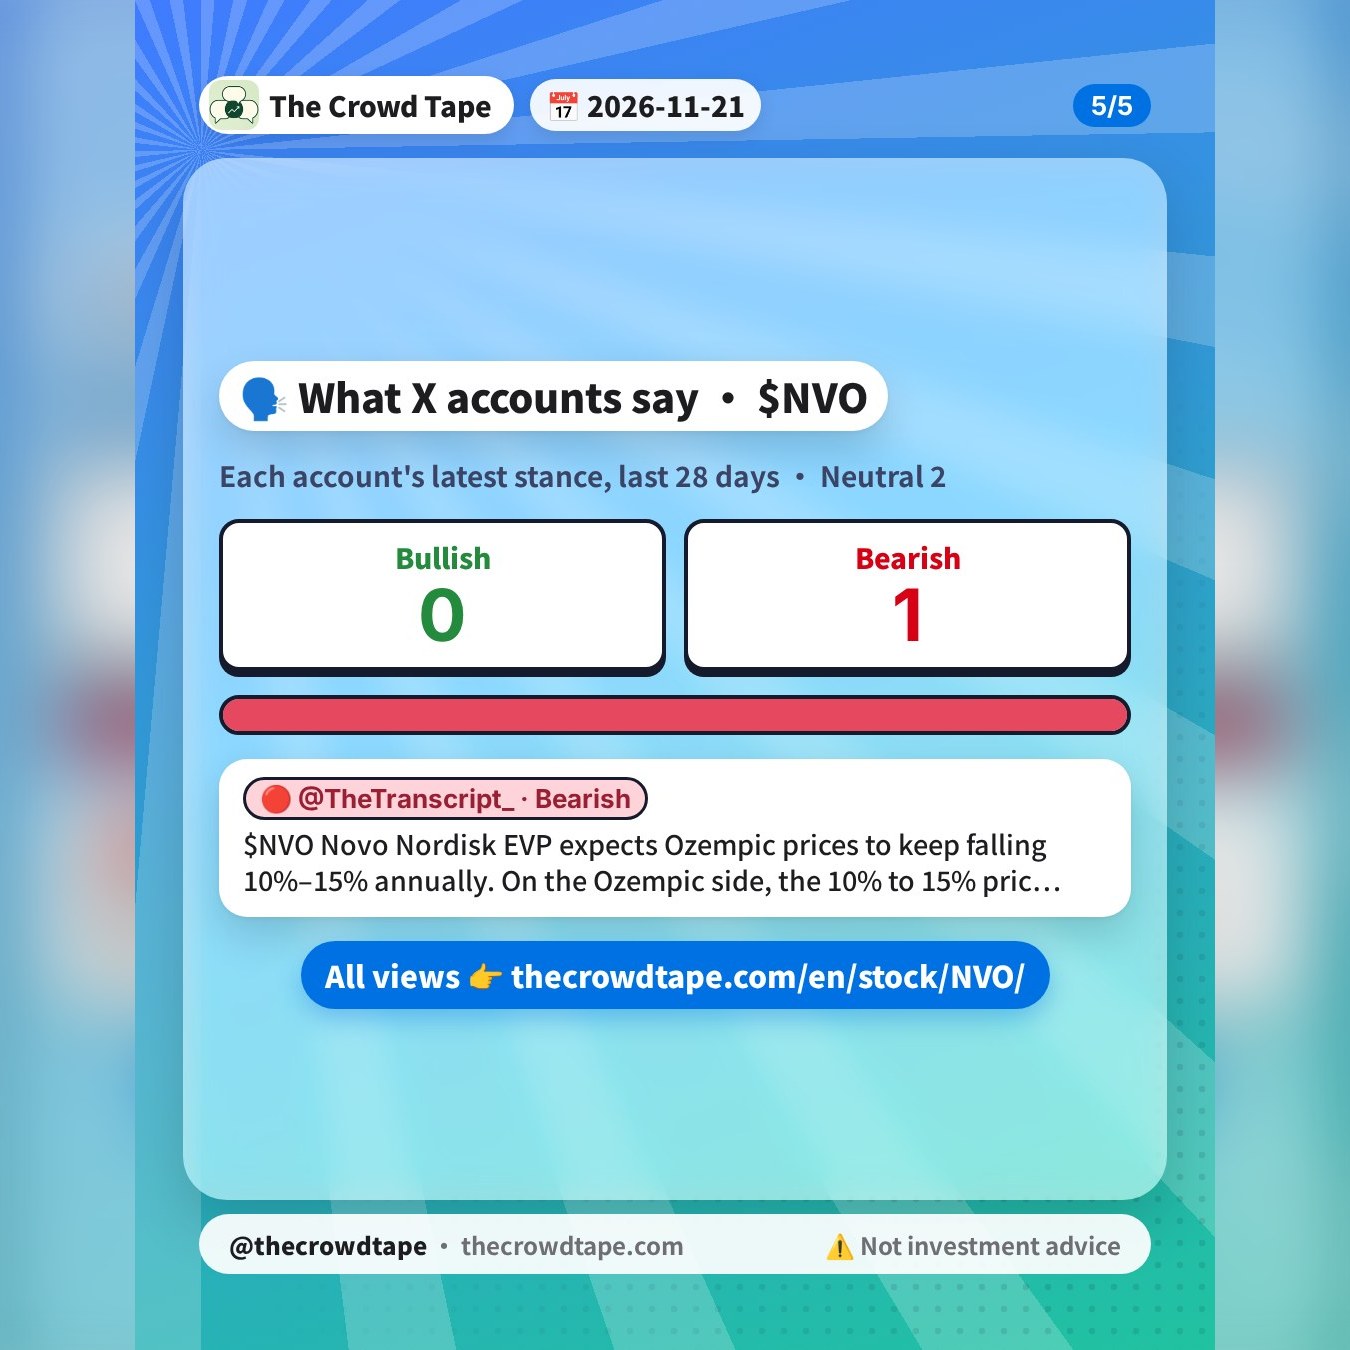 The Crowd Tape
📅 2026-11-21
5/5
🗣️ What X accounts say • $NVO
Each account's latest stance, last 28 days • Neutral 2
Bullish
0
Bearish
1
🔴 @TheTranscript_ · Bearish
$NVO Novo Nordisk EVP expects Ozempic prices to keep falling
10%–15% annually. On the Ozempic side, the 10% to 15% pric…
All views 👉 thecrowdtape.com/en/stock/NVO/
@thecrowdtape • thecrowdtape.com
⚠️ Not investment advice